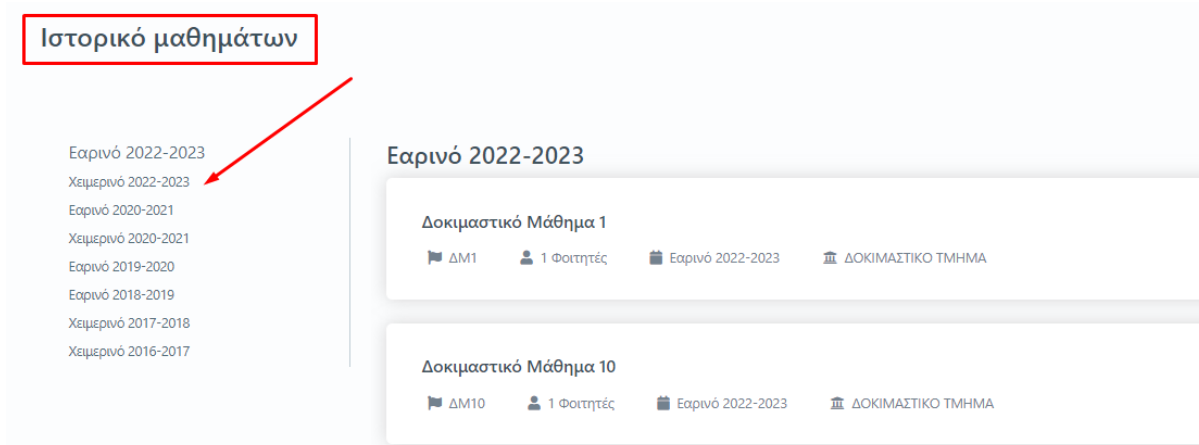 Ιστορικό μαθημάτων
Εαρινό 2022-2023
Χειμερινό 2022-2023
Εαρινό 2020-2021
Χειμερινό 2020-2021
Εαρινό 2019-2020
Εαρινό 2018-2019
Χειμερινό 2017-2018
Χειμερινό 2016-2017
Εαρινό 2022-2023
Δοκιμαστικό Μάθημα 1
ΔΜ1 1 Φοιτητές Εαρινό 2022-2023 ΔΟΚΙΜΑΣΤΙΚΟ ΤΜΗΜΑ
Δοκιμαστικό Μάθημα 10
ΔΜ10 1 Φοιτητές Εαρινό 2022-2023 ΔΟΚΙΜΑΣΤΙΚΟ ΤΜΗΜΑ